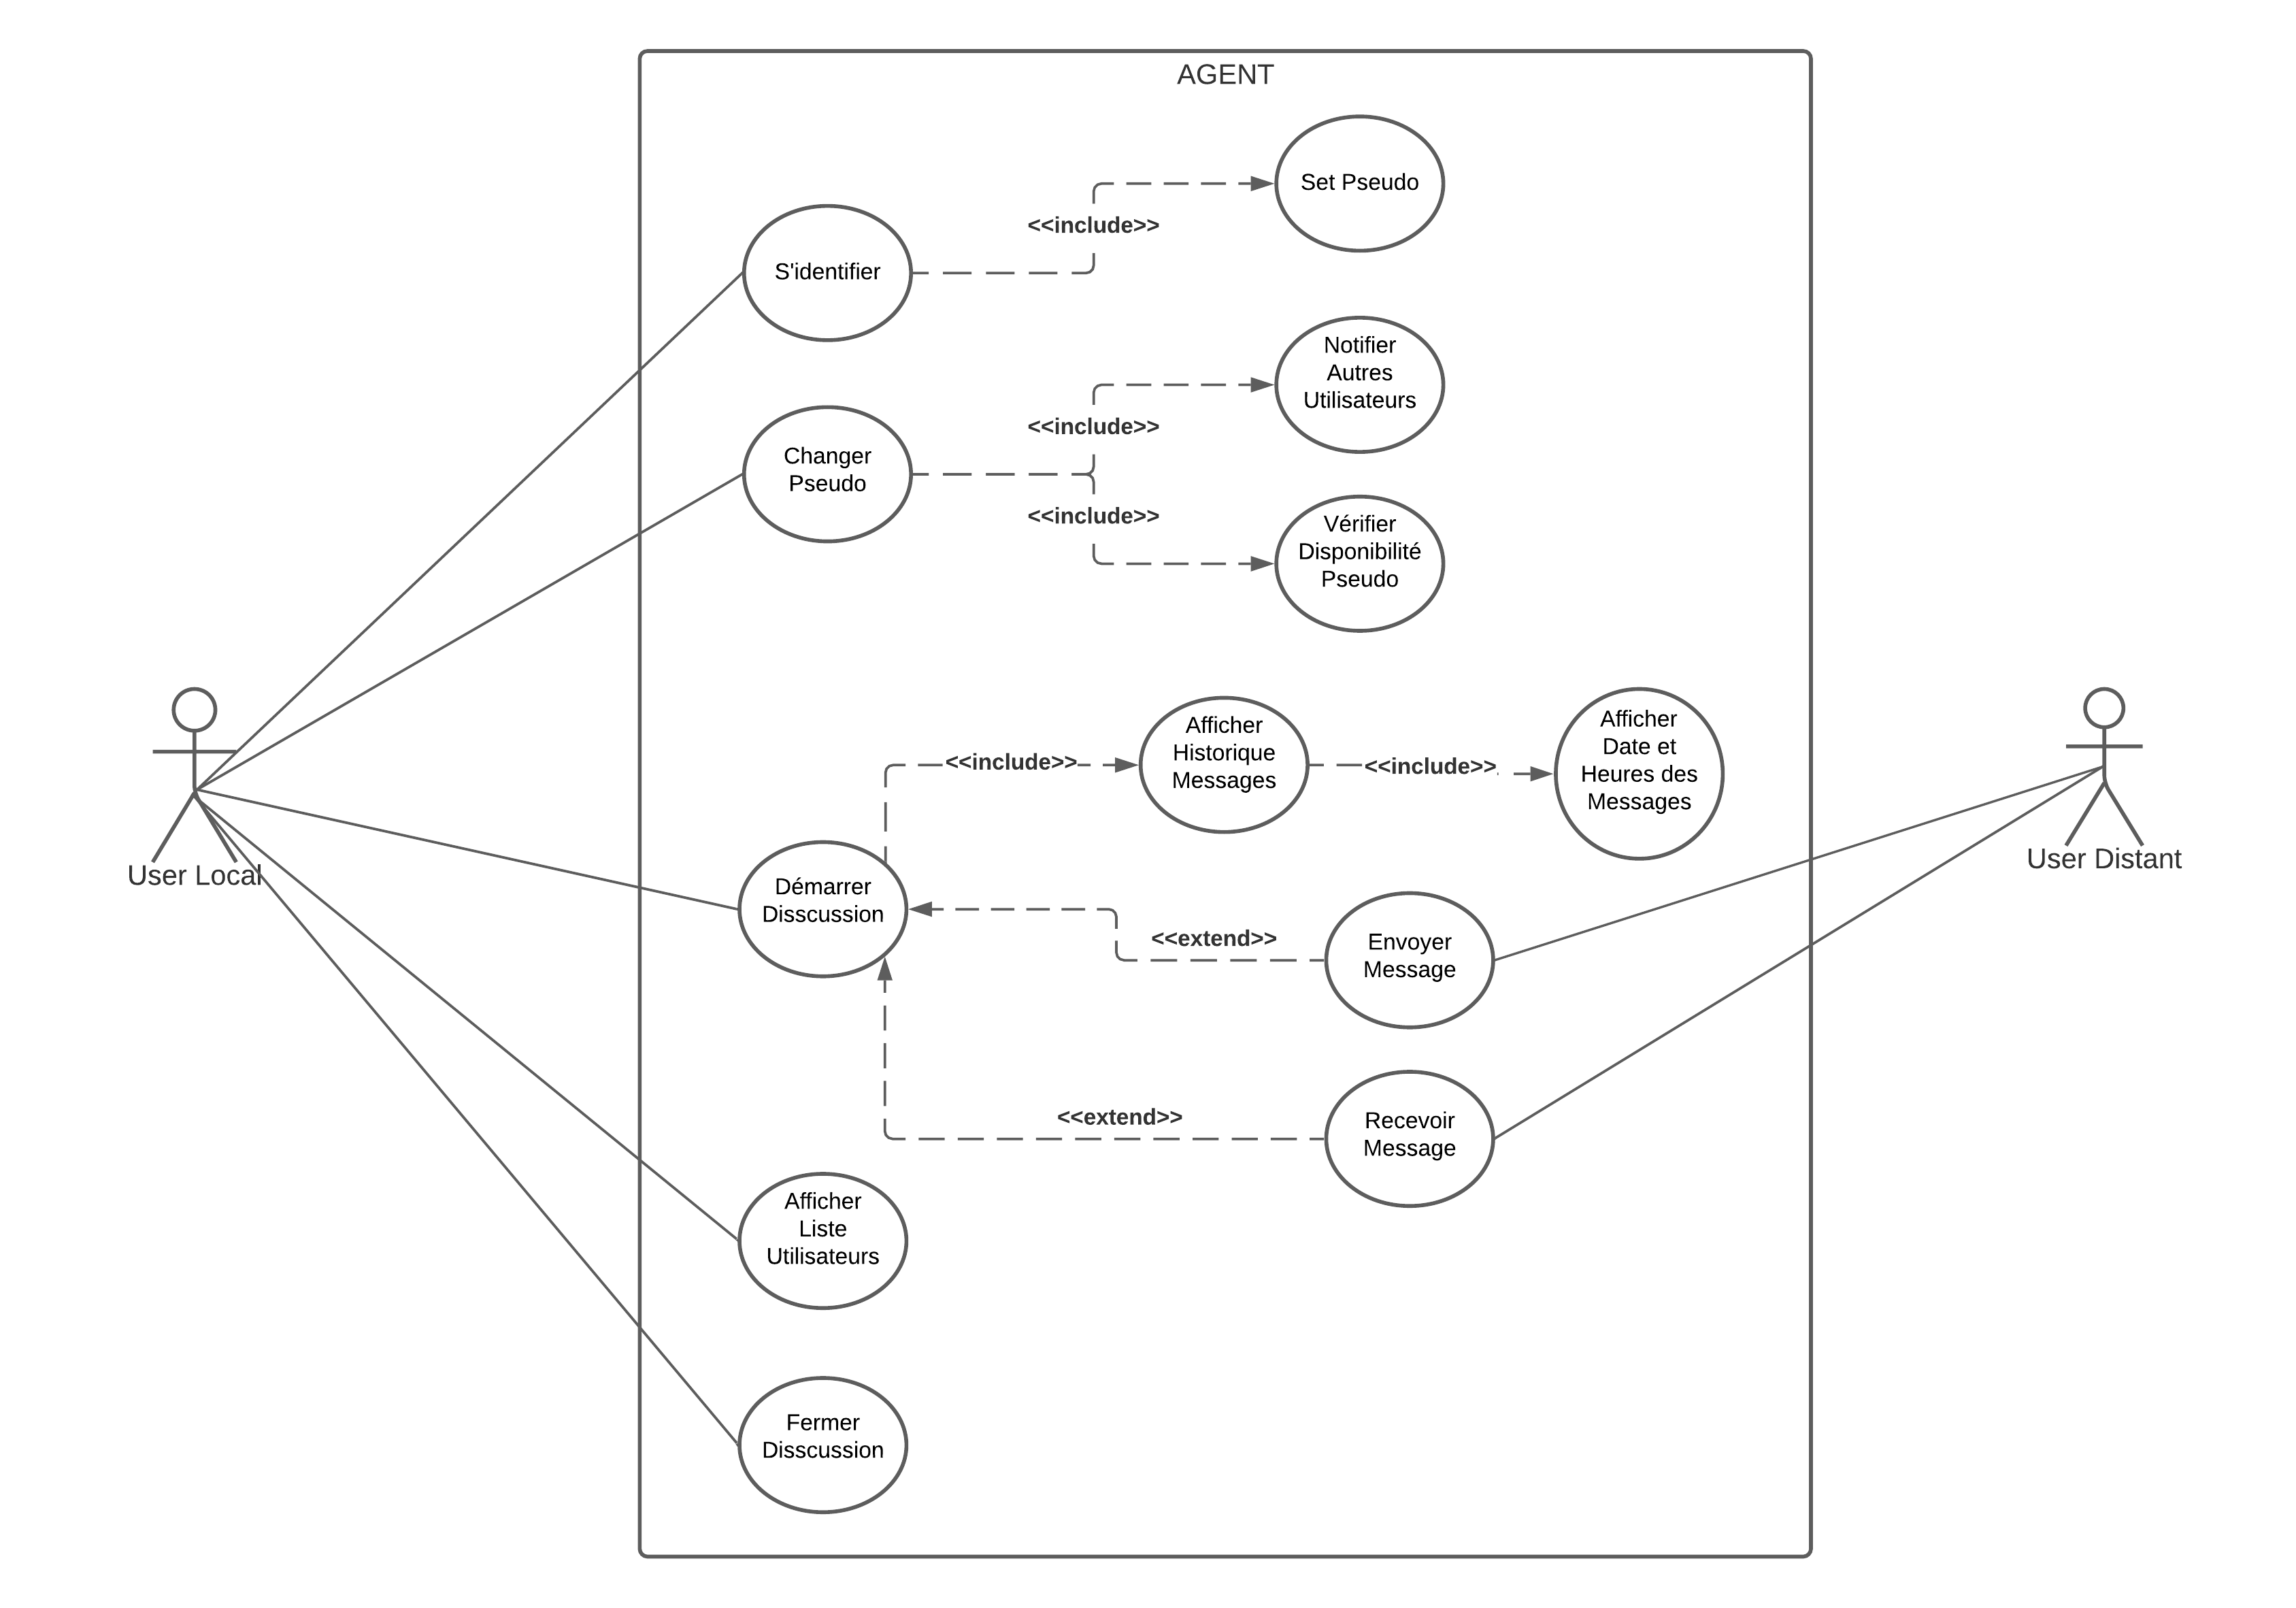 AGENT
Set Pseudo
<<include>>
S'identifier
Notifier
Autres
Utilisateurs
<<include>>
Changer
Pseudo
<<include>>
Vérifier
Disponibilité
Pseudo
Afficher
Historique
Messages
<<include>>
<<include>>
Afficher
Date et
Heures des
Messages
User Local
User Distant
Démarrer
Disscussion
<<extend>>
Envoyer
Message
<<extend>>
Recevoir
Message
Afficher
Liste
Utilisateurs
Fermer
Disscussion